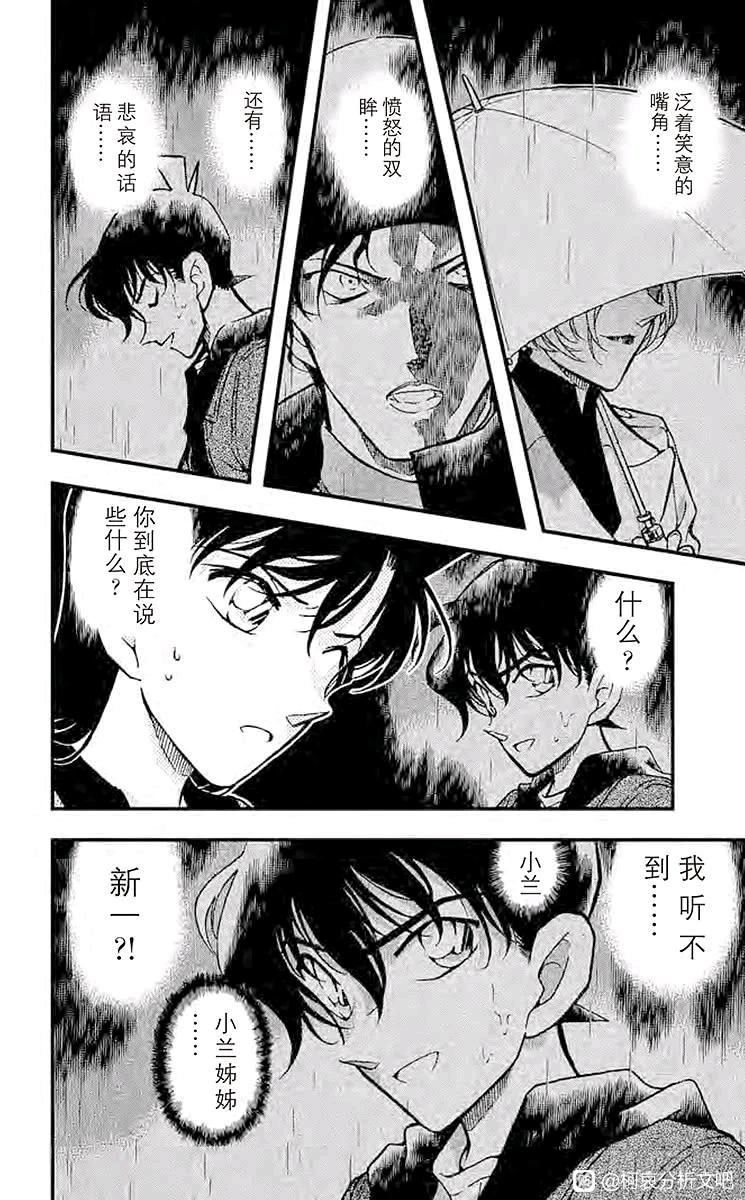 泛着笑意的
嘴角……
愤怒的双
眸……
还有……
悲哀的话
语……
什么？
你到底在说
些什么？
我听不
到……
小兰
新一？！
小兰姊姊
……
@柯哀分析文吧